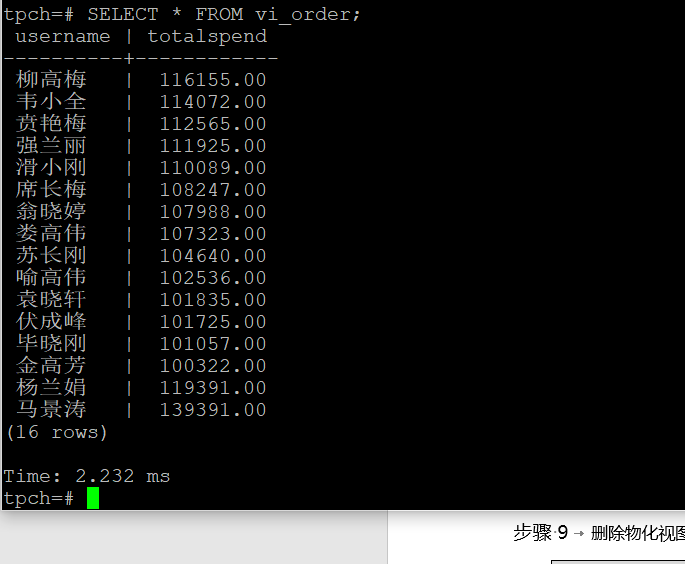 tpch=# SELECT * FROM vi_order;
 username | totalspend
----------+------------
 柳高梅   |  116155.00
 韦小全   |  114072.00
 贲艳梅   |  112565.00
 强兰丽   |  111925.00
 滑小刚   |  110089.00
 席长梅   |  108247.00
 翁晓婷   |  107988.00
 娄高伟   |  107323.00
 苏长刚   |  104640.00
 喻高伟   |  102536.00
 袁晓轩   |  101835.00
 伏成峰   |  101725.00
 毕晓刚   |  101057.00
 金高芳   |  100322.00
 杨兰娟   |  119391.00
 马景涛   |  139391.00
(16 rows)
Time: 2.232 ms
tpch=#
步骤·9 → 删除物化视图